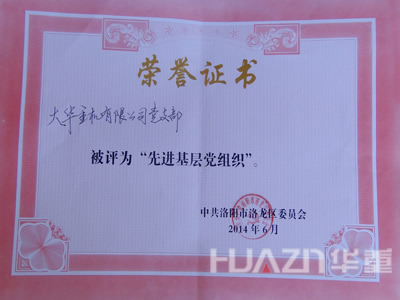 荣誉证书
大华重机有限公司党支部
被评为“先进基层党组织”。
中共洛阳市洛龙区委员会
2014年6月
HUAZN华重